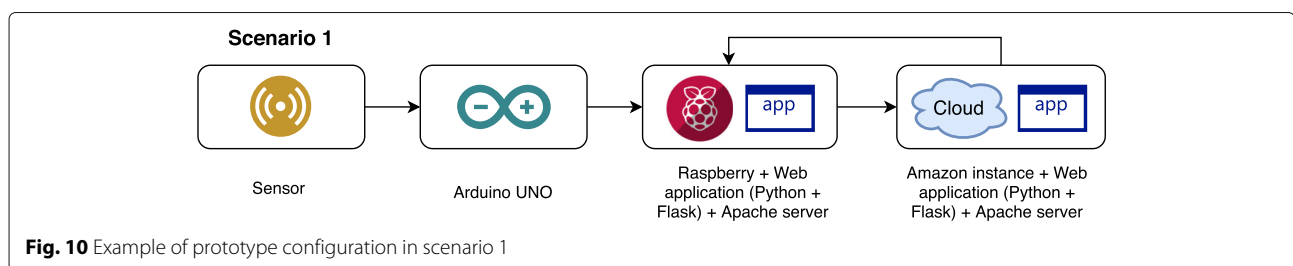 Scenario 1
app
Cloud
app
Sensor
Arduino UNO
Raspberry + Web
application (Python +
Flask) + Apache server
Amazon instance + Web
application (Python +
Flask) + Apache server
Fig. 10 Example of prototype configuration in scenario 1